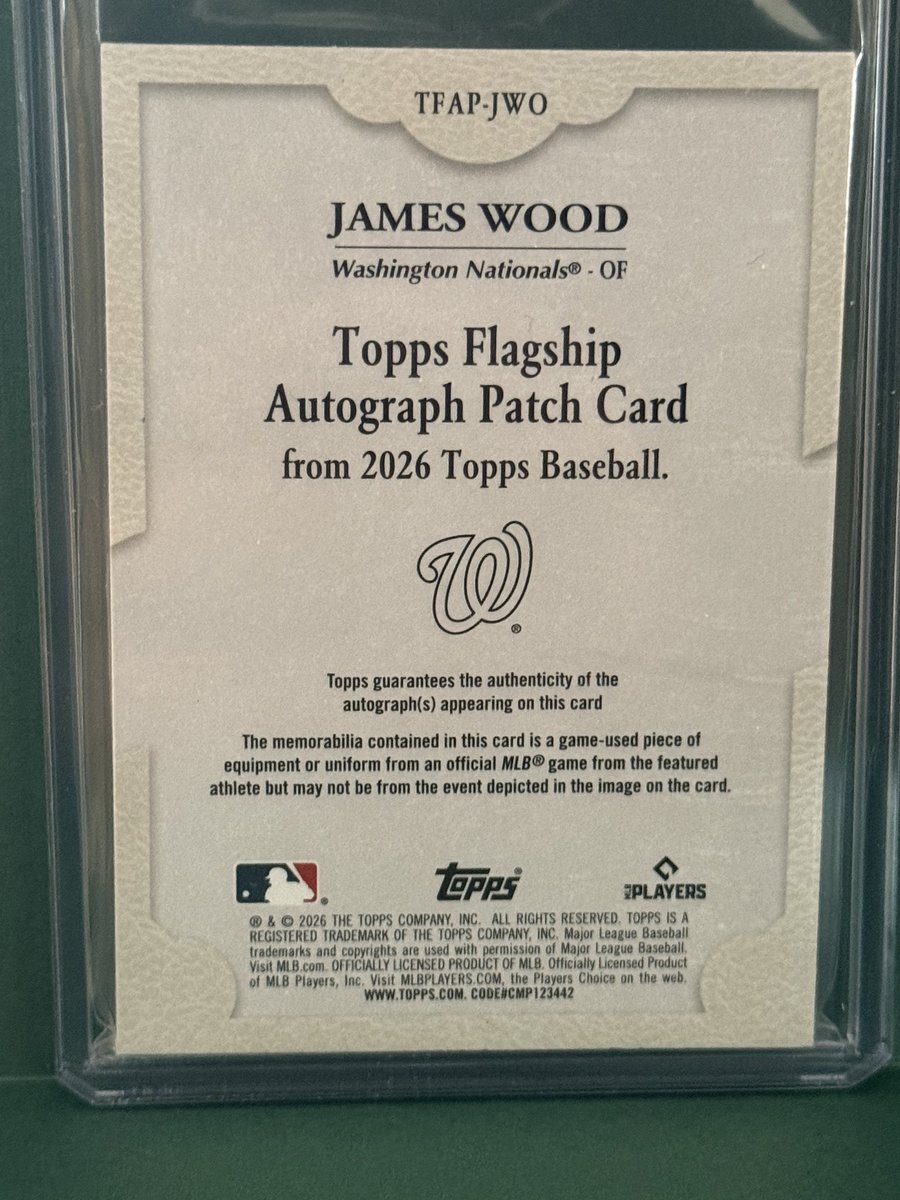 TFAP-JWO
JAMES WOOD
Washington Nationals® - OF
Topps Flagship
Autograph Patch Card
from 2026 Topps Baseball.
W®
Topps guarantees the authenticity of the
autograph(s) appearing on this card
The memorabilia contained in this card is a game-used piece of
equipment or uniform from an official MLB® game from the featured
athlete but may not be from the event depicted in the image on the card.
® Topps® MLB PLAYERS
® & © 2026 THE TOPPS COMPANY, INC. ALL RIGHTS RESERVED. TOPPS IS A
REGISTERED TRADEMARK OF THE TOPPS COMPANY, INC. Major League Baseball
trademarks and copyrights are used with permission of Major League Baseball.
Visit MLB.com. OFFICIALLY LICENSED PRODUCT OF MLB. Officially Licensed Product
of MLB Players, Inc. Visit MLBPLAYERS.COM, the Players Choice on the web.
WWW.TOPPS.COM. CODE#CMP123442